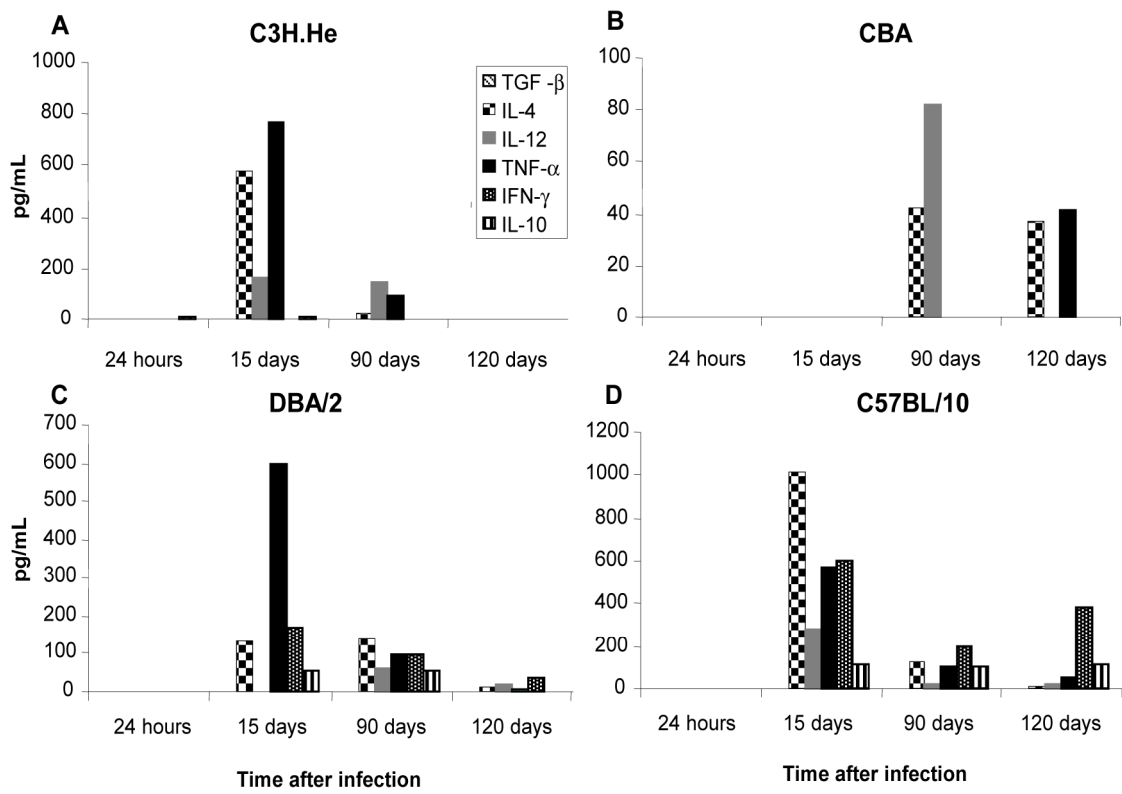 A
C3H.He
1000
800
600
400
200
0
pg/mL
TGF -β
IL-4
IL-12
TNF-α
IFN-γ
IL-10
24 hours
15 days
90 days
120 days
B
CBA
100
80
60
40
20
0
24 hours
15 days
90 days
120 days
C
DBA/2
700
600
500
400
300
200
100
0
pg/mL
24 hours
15 days
90 days
120 days
Time after infection
D
C57BL/10
1200
1000
800
600
400
200
0
24 hours
15 days
90 days
120 days
Time after infection